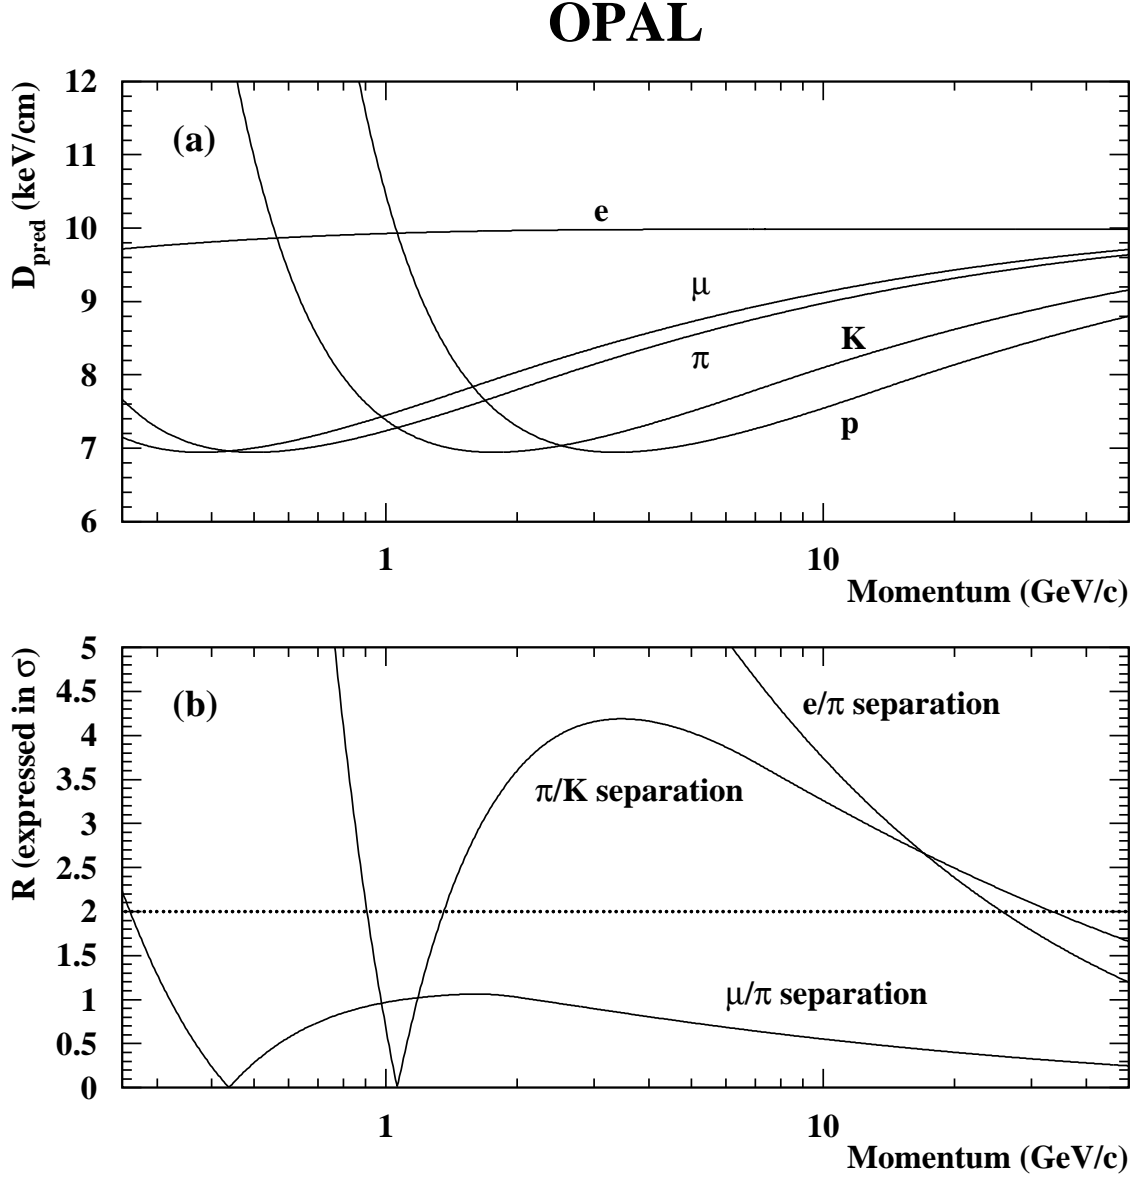 OPAL
D_pred (keV/cm)
12
11
10
9
8
7
6
(a)
e
μ
π
K
p
1
10
Momentum (GeV/c)
R (expressed in σ)
5
4.5
4
3.5
3
2.5
2
1.5
1
0.5
0
(b)
e/π separation
π/K separation
μ/π separation
1
10
Momentum (GeV/c)